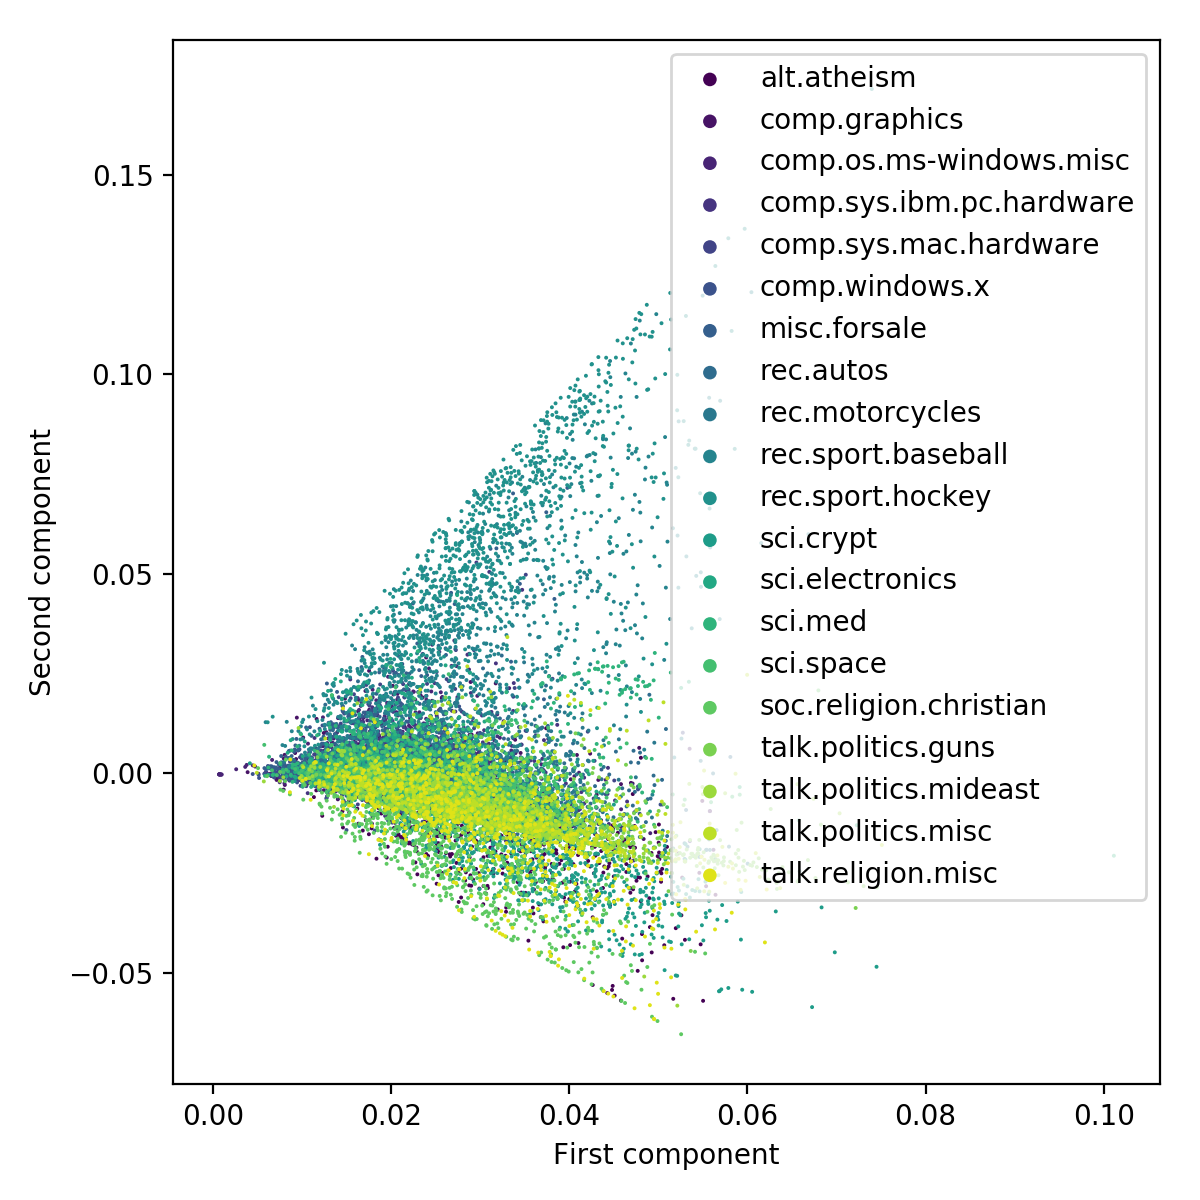 alt.atheism
comp.graphics
comp.os.ms-windows.misc
comp.sys.ibm.pc.hardware
comp.sys.mac.hardware
comp.windows.x
misc.forsale
rec.autos
rec.motorcycles
rec.sport.baseball
rec.sport.hockey
sci.crypt
sci.electronics
sci.med
sci.space
soc.religion.christian
talk.politics.guns
talk.politics.mideast
talk.politics.misc
talk.religion.misc
0.15
0.10
0.05
0.00
−0.05
Second component
0.00 0.02 0.04 0.06 0.08 0.10
First component